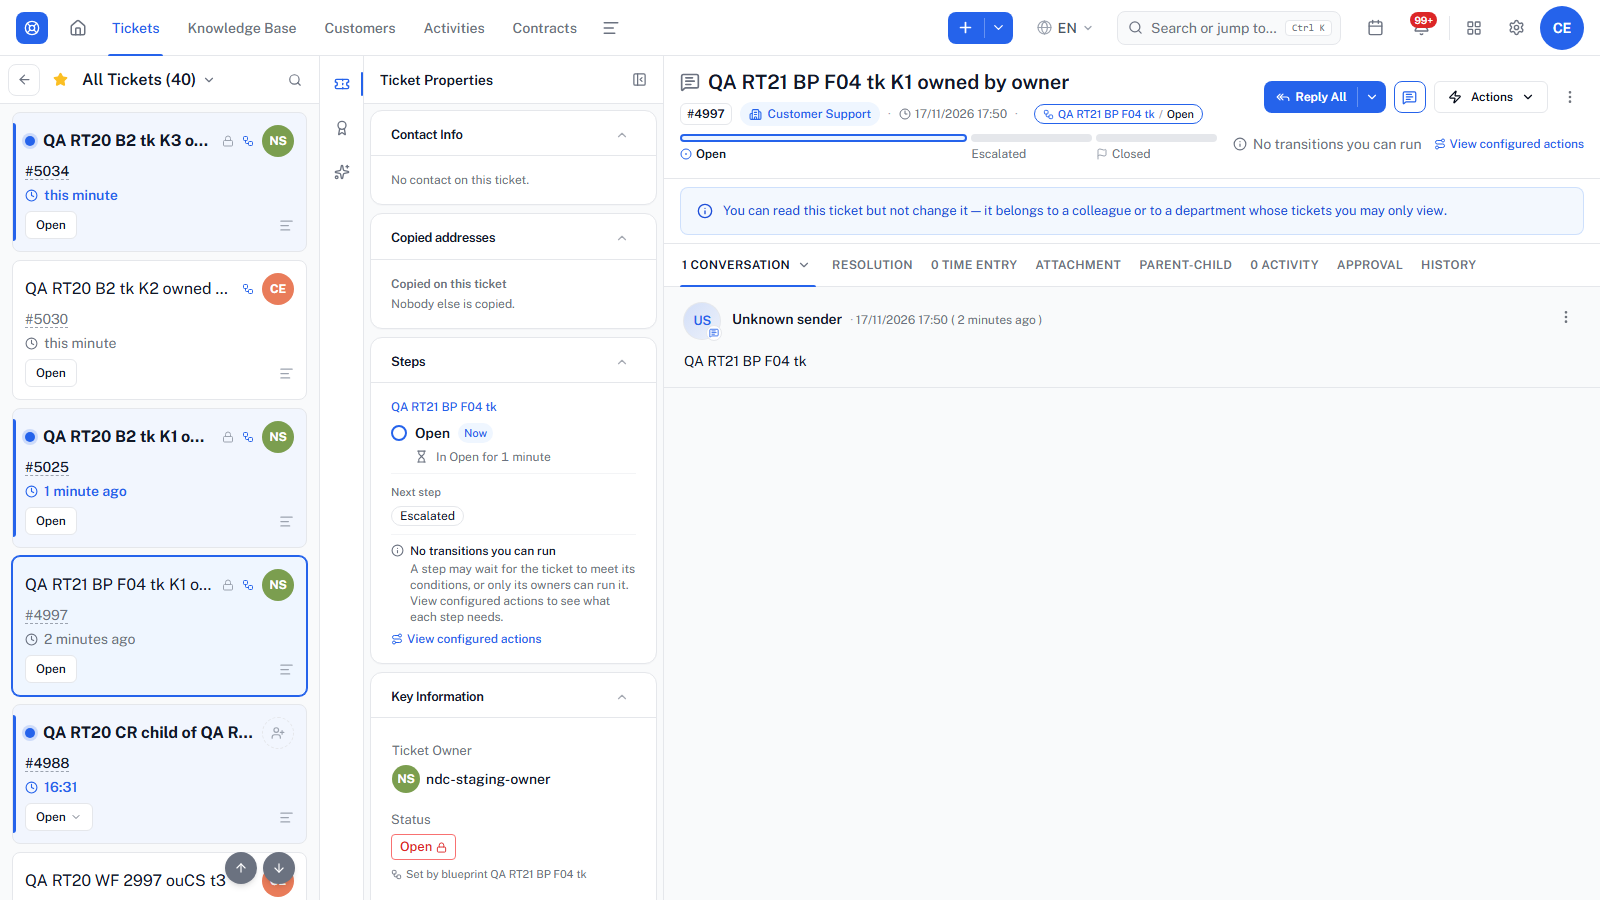 Tickets
Knowledge Base
Customers
Activities
Contracts
EN
Search or jump to...
Ctrl K
99+
CE
All Tickets (40)
QA RT20 B2 tk K3 o...
NS
#5034
this minute
Open
QA RT20 B2 tk K2 owned ...
CE
#5030
this minute
Open
QA RT20 B2 tk K1 o...
NS
#5025
1 minute ago
Open
QA RT21 BP F04 tk K1 o...
NS
#4997
2 minutes ago
Open
QA RT20 CR child of QA R...
#4988
16:31
Open
QA RT20 WF 2997 ouCS t3
Ticket Properties
Contact Info
No contact on this ticket.
Copied addresses
Copied on this ticket
Nobody else is copied.
Steps
QA RT21 BP F04 tk
Open
Now
In Open for 1 minute
Next step
Escalated
No transitions you can run
A step may wait for the ticket to meet its
conditions, or only its owners can run it.
View configured actions to see what
each step needs.
View configured actions
Key Information
Ticket Owner
NS
ndc-staging-owner
Status
Open
Set by blueprint QA RT21 BP F04 tk
QA RT21 BP F04 tk K1 owned by owner
#4997
Customer Support
· 17/11/2026 17:50 ·
QA RT21 BP F04 tk / Open
Reply All
Actions
Open
Escalated
Closed
No transitions you can run
View configured actions
You can read this ticket but not change it — it belongs to a colleague or to a department whose tickets you may only view.
1 CONVERSATION
RESOLUTION
0 TIME ENTRY
ATTACHMENT
PARENT-CHILD
0 ACTIVITY
APPROVAL
HISTORY
US
Unknown sender
· 17/11/2026 17:50 ( 2 minutes ago )
QA RT21 BP F04 tk